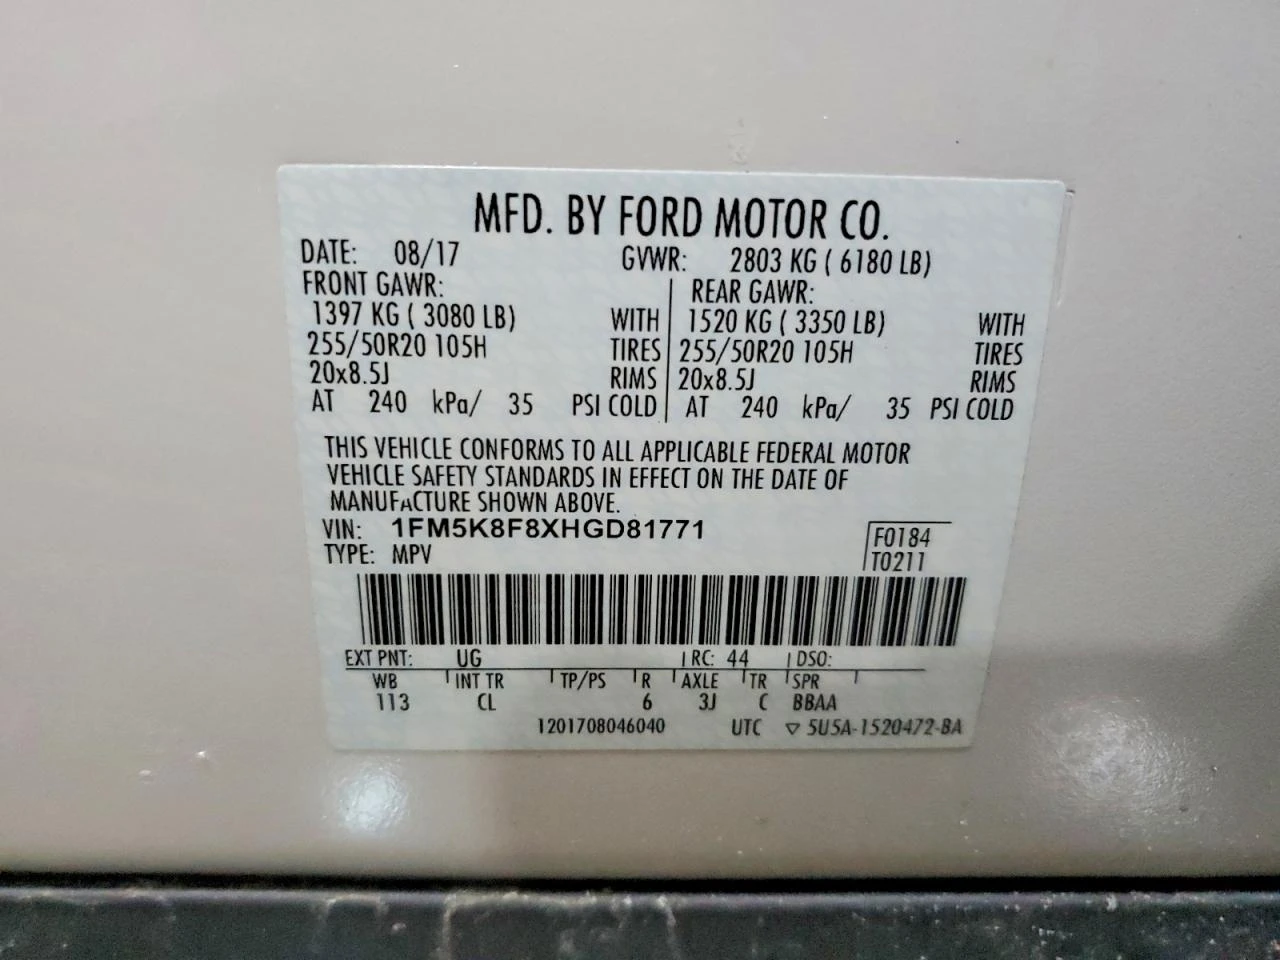 MFD. BY FORD MOTOR CO.
DATE: 08/17 GVWR: 2803 KG ( 6180 LB)
FRONT GAWR: REAR GAWR:
1397 KG ( 3080 LB) WITH 1520 KG ( 3350 LB) WITH
255/50R20 105H TIRES 255/50R20 105H TIRES
20x8.5J RIMS 20x8.5J RIMS
AT 240 kPa/ 35 PSI COLD AT 240 kPa/ 35 PSI COLD
THIS VEHICLE CONFORMS TO ALL APPLICABLE FEDERAL MOTOR
VEHICLE SAFETY STANDARDS IN EFFECT ON THE DATE OF
MANUFACTURE SHOWN ABOVE.
VIN: 1FM5K8F8XHGD81771 F0184
TYPE: MPV T0211
EXT PNT: UG RC: 44 DSO:
WB INT TR TP/PS R AXLE TR SPR
113 CL 6 3J C BBAA
1201708046040 UTC ▽ 5U5A-1520472-BA